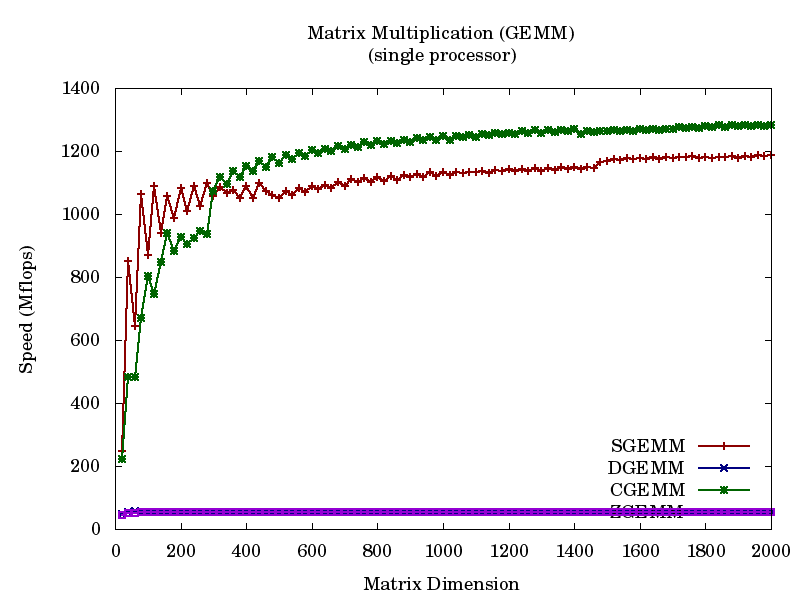 Matrix Multiplication (GEMM)
(single processor)
1400
1200
1000
800
600
400
200
0
Speed (Mflops)
SGEMM
DGEMM
CGEMM
ZGEMM
0 200 400 600 800 1000 1200 1400 1600 1800 2000
Matrix Dimension